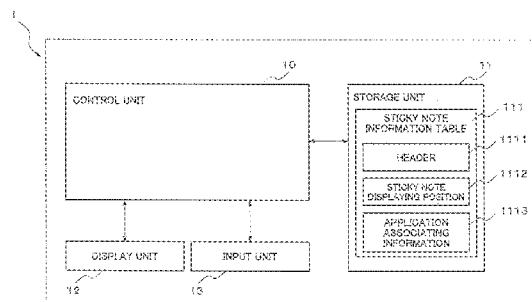 1
10
CONTROL UNIT
11
STORAGE UNIT
111
STICKY NOTE
INFORMATION TABLE
1111
HEADER
1112
STICKY NOTE
DISPLAYING POSITION
1113
APPLICATION
ASSOCIATING
INFORMATION
DISPLAY UNIT
INPUT UNIT
12
13